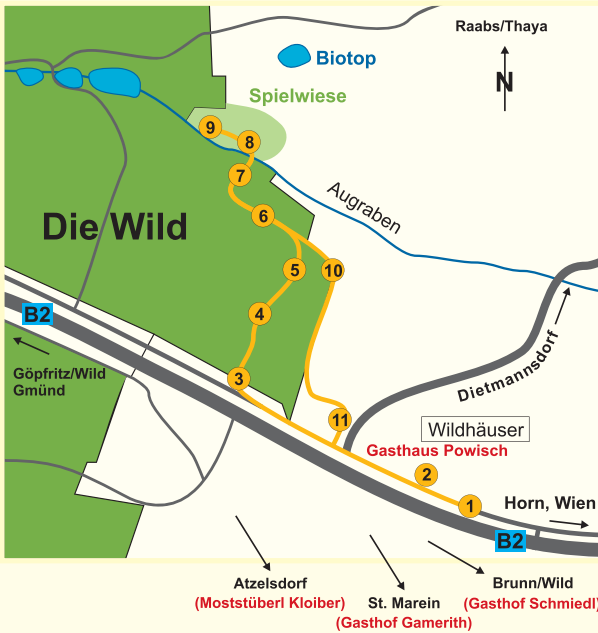 Raabs/Thaya
Biotop
N
Spielwiese
9
8
7
Augraben
6
Die Wild
5
10
4
B2
Göpfritz/Wild
Gmünd
Dietmannsdorf
3
11
Wildhäuser
Gasthaus Powisch
2
1
Horn, Wien
B2
Atzelsdorf
(Moststüberl Kloiber)
St. Marein
(Gasthof Gamerith)
Brunn/Wild
(Gasthof Schmiedl)